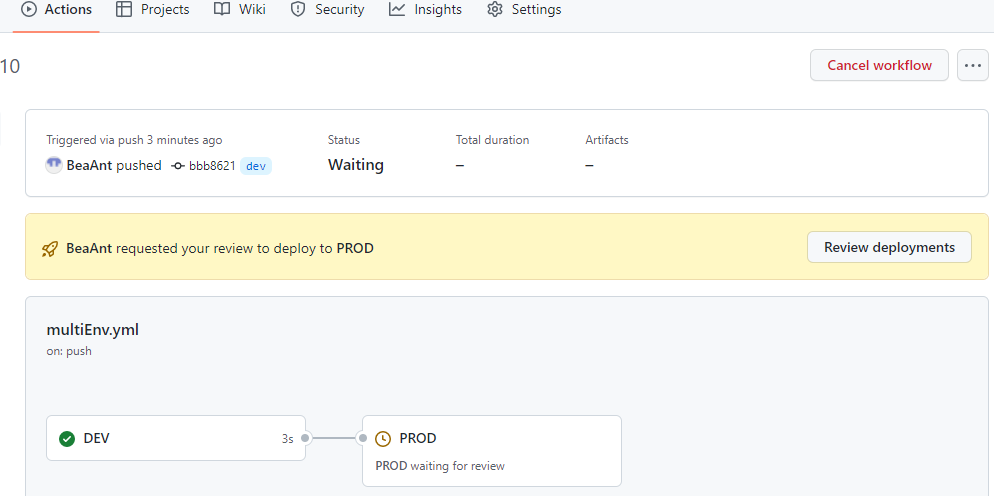 Actions Projects Wiki Security Insights Settings
10
Cancel workflow ...
Triggered via push 3 minutes ago Status Total duration Artifacts
BeaAnt pushed bbb8621 dev Waiting – –
BeaAnt requested your review to deploy to PROD Review deployments
multiEnv.yml
on: push
DEV 3s PROD
PROD waiting for review